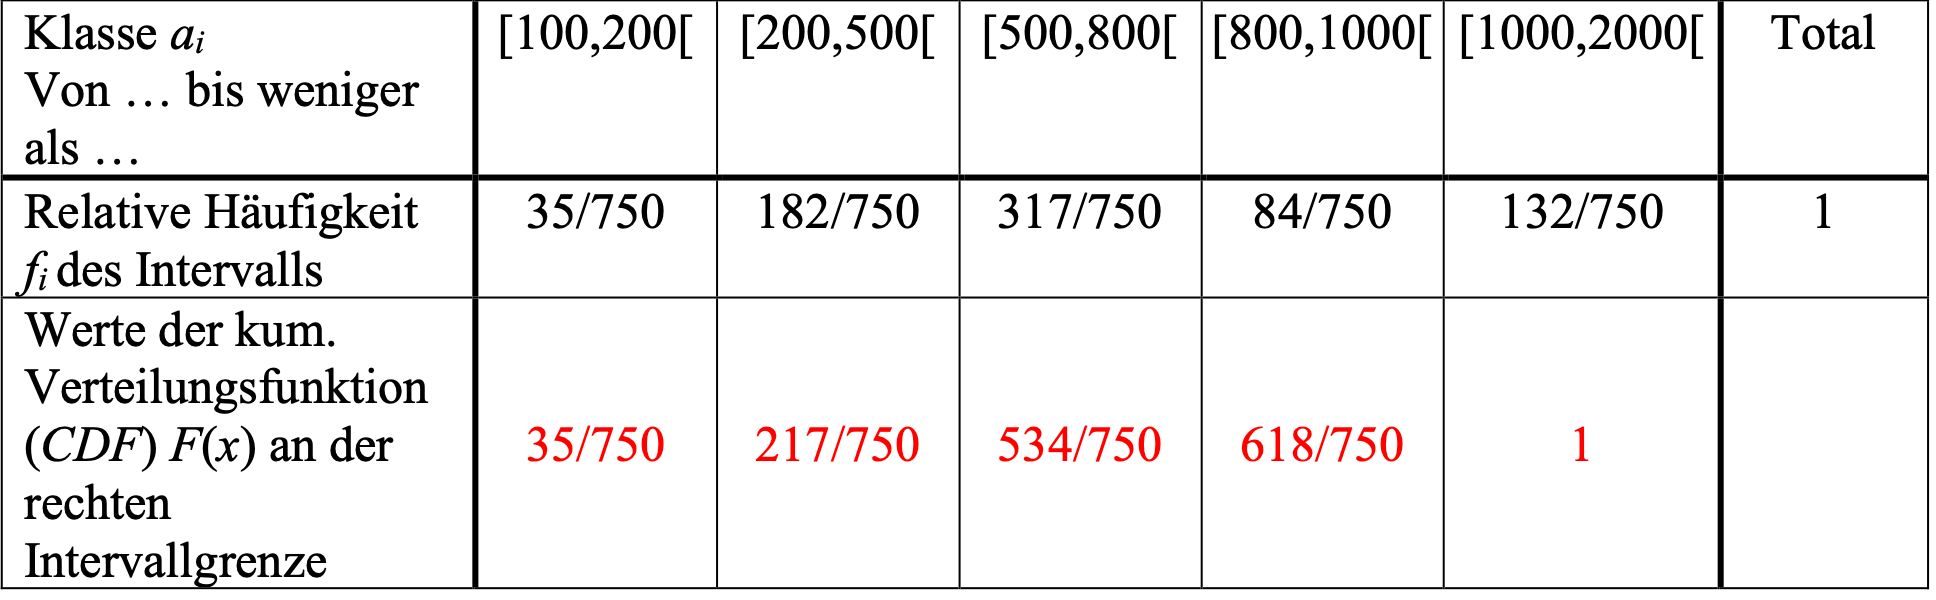 Klasse ai [100,200[ [200,500[ [500,800[ [800,1000[ [1000,2000[ Total
Von … bis weniger
als …
Relative Häufigkeit 35/750 182/750 317/750 84/750 132/750 1
fi des Intervalls
Werte der kum.
Verteilungsfunktion
(CDF) F(x) an der 35/750 217/750 534/750 618/750 1
rechten
Intervallgrenze